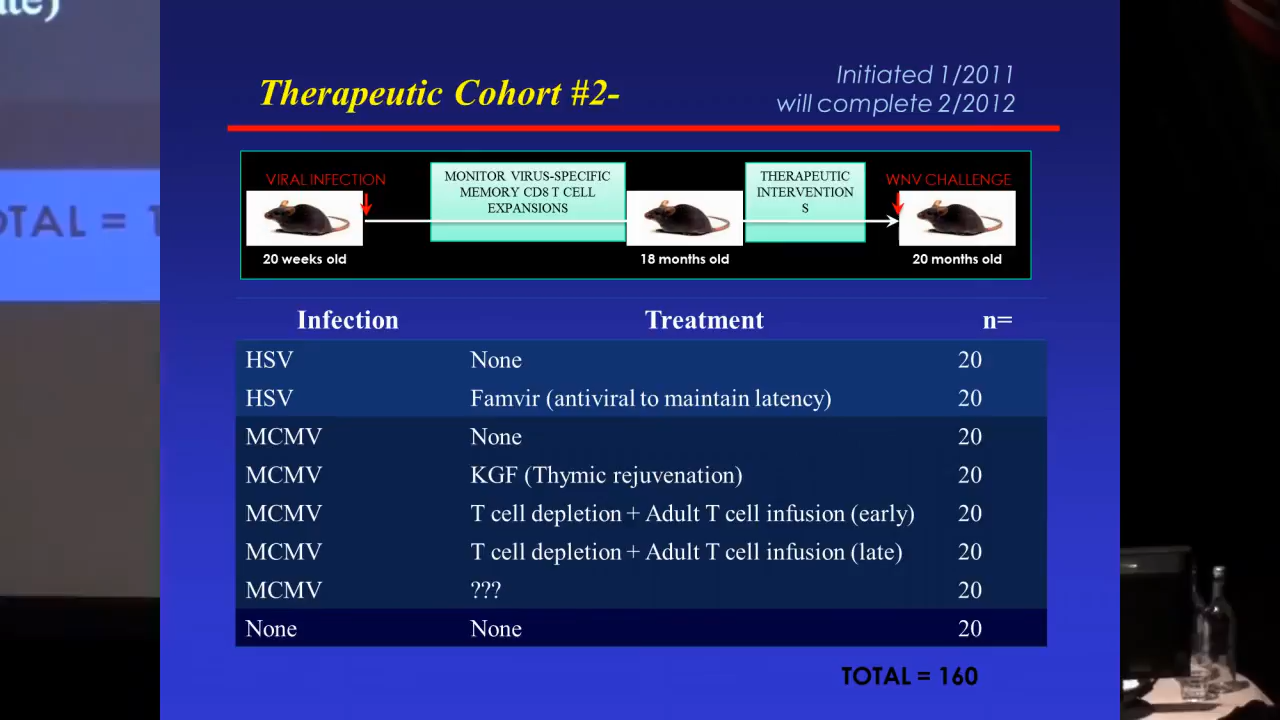 Therapeutic Cohort #2-
Initiated 1/2011
will complete 2/2012
VIRAL INFECTION
MONITOR VIRUS-SPECIFIC
MEMORY CD8 T CELL
EXPANSIONS
THERAPEUTIC
INTERVENTION
S
WNV CHALLENGE
20 weeks old
18 months old
20 months old
Infection Treatment n=
HSV None 20
HSV Famvir (antiviral to maintain latency) 20
MCMV None 20
MCMV KGF (Thymic rejuvenation) 20
MCMV T cell depletion + Adult T cell infusion (early) 20
MCMV T cell depletion + Adult T cell infusion (late) 20
MCMV ??? 20
None None 20
TOTAL = 160